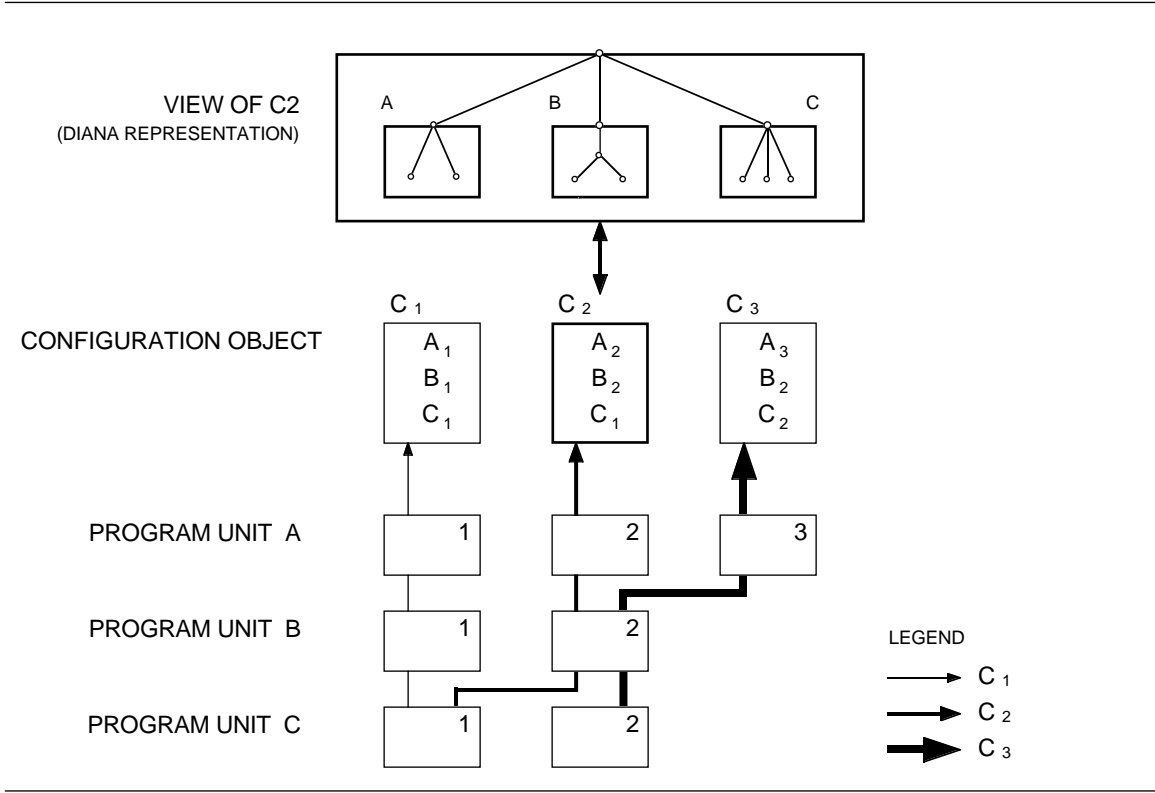 VIEW OF C2
(DIANA REPRESENTATION)
A B C
C 1 C 2 C 3
CONFIGURATION OBJECT
A 1 A 2 A 3
B 1 B 2 B 2
C 1 C 1 C 2
PROGRAM UNIT A 1 2 3
PROGRAM UNIT B 1 2
LEGEND
C 1
C 2
PROGRAM UNIT C 1 2
C 3